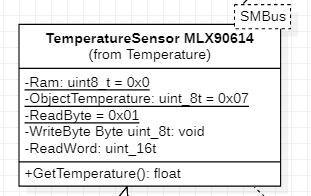 SMBus
TemperatureSensor MLX90614
(from Temperature)
-Ram: uint8_t = 0x0
-ObjectTemperature: uint_8t = 0x07
-ReadByte = 0x01
-WriteByte Byte uint_8t: void
-ReadWord: uint_16t
+GetTemperature(): float